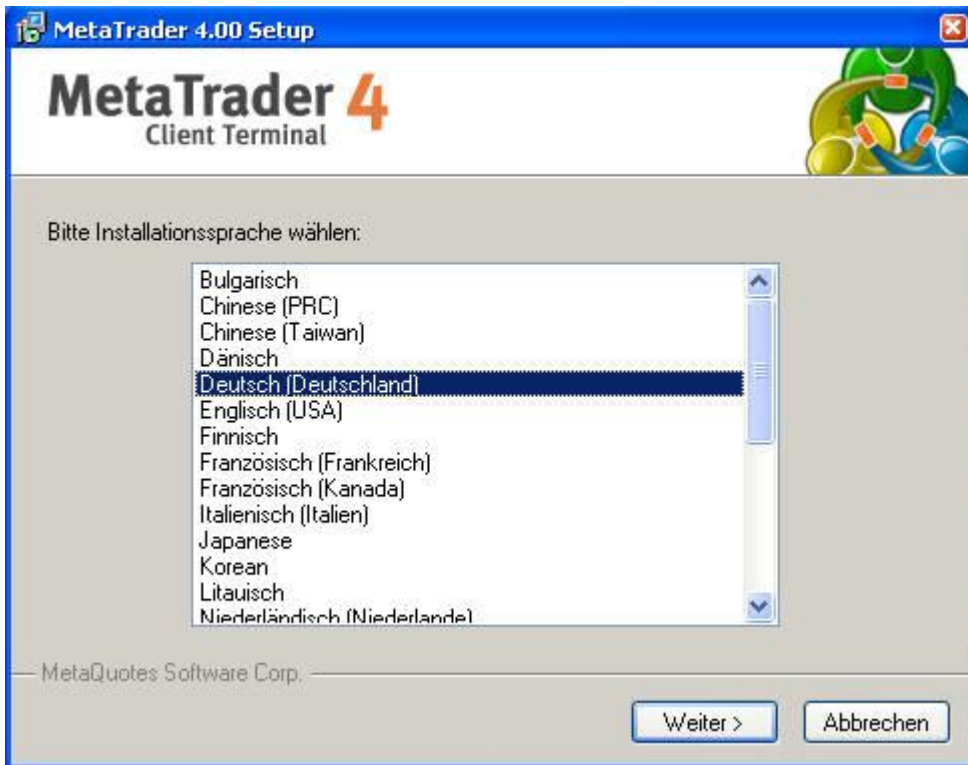 MetaTrader 4.00 Setup
MetaTrader 4
Client Terminal
Bitte Installationssprache wählen:
Bulgarisch
Chinese (PRC)
Chinese (Taiwan)
Dänisch
Deutsch (Deutschland)
Englisch (USA)
Finnisch
Französisch (Frankreich)
Französisch (Kanada)
Italienisch (Italien)
Japanese
Korean
Litauisch
Niederländisch (Niederlande)
MetaQuotes Software Corp.
Weiter >
Abbrechen